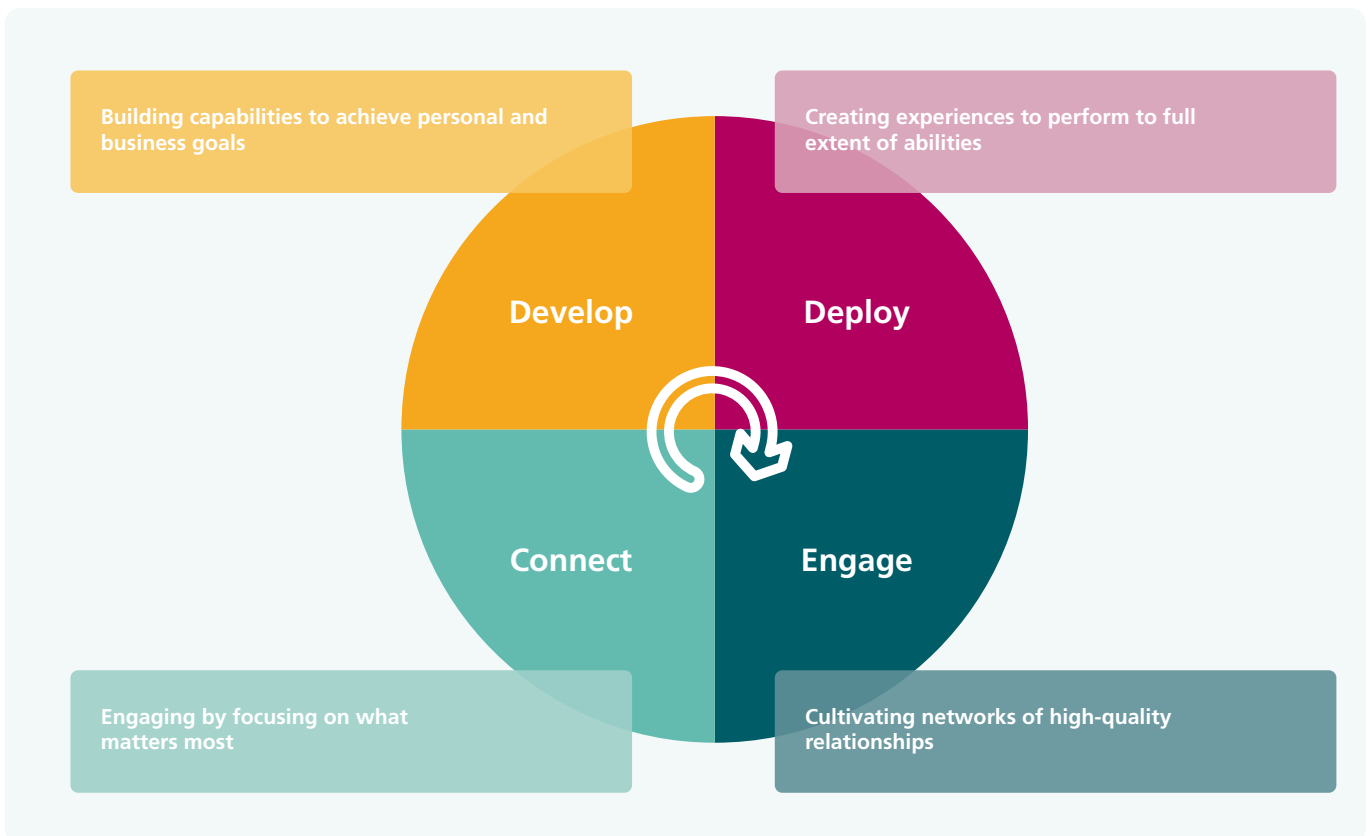 Building capabilities to achieve personal and
business goals
Creating experiences to perform to full
extent of abilities
Develop
Deploy
Connect
Engage
Engaging by focusing on what
matters most
Cultivating networks of high-quality
relationships